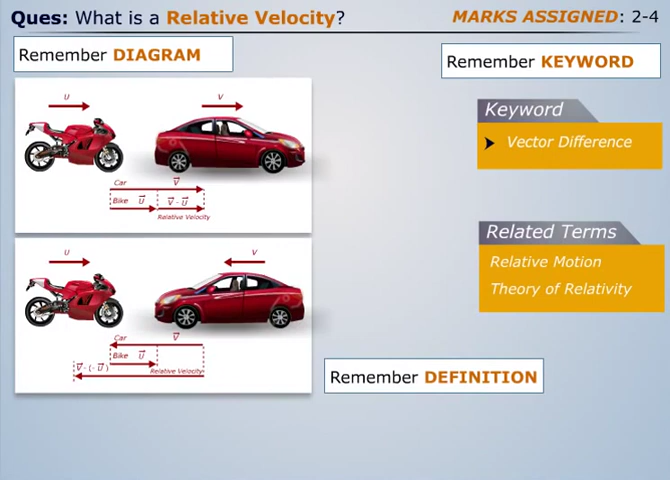 Ques: What is a Relative Velocity?
MARKS ASSIGNED: 2-4
Remember DIAGRAM
Remember KEYWORD
U
V
Car
V⃗
Bike
U⃗
V⃗ - U⃗
Relative Velocity
U
V
Car
V⃗
Bike
U⃗
V⃗ - (- U⃗)
Relative Velocity
Keyword
Vector Difference
Related Terms
Relative Motion
Theory of Relativity
Remember DEFINITION